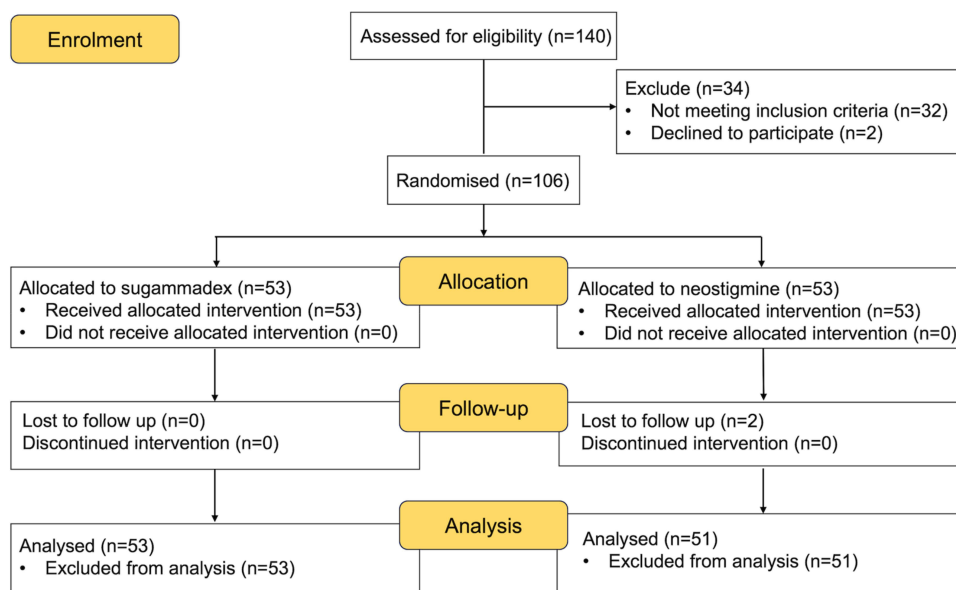 Enrolment
Assessed for eligibility (n=140)
Exclude (n=34)
• Not meeting inclusion criteria (n=32)
• Declined to participate (n=2)
Randomised (n=106)
Allocation
Allocated to sugammadex (n=53)
• Received allocated intervention (n=53)
• Did not receive allocated intervention (n=0)
Allocated to neostigmine (n=53)
• Received allocated intervention (n=53)
• Did not receive allocated intervention (n=0)
Follow-up
Lost to follow up (n=0)
Discontinued intervention (n=0)
Lost to follow up (n=2)
Discontinued intervention (n=0)
Analysis
Analysed (n=53)
• Excluded from analysis (n=53)
Analysed (n=51)
• Excluded from analysis (n=51)